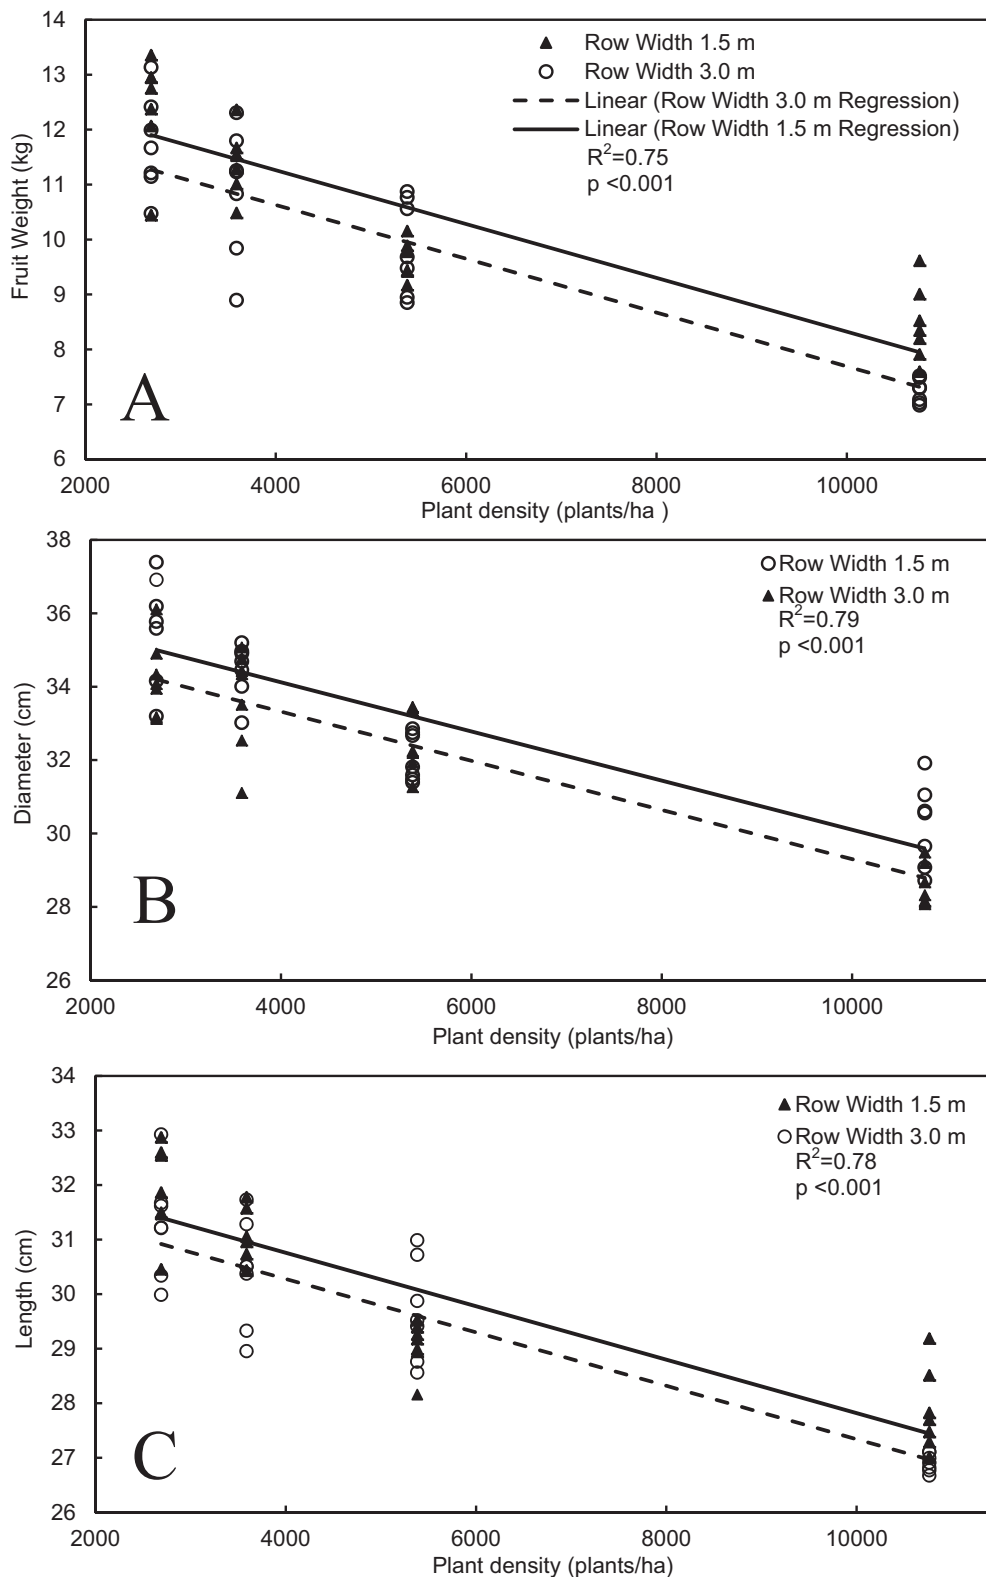 14
13
12
11
10
9
8
7
6
Fruit Weight (kg)
Row Width 1.5 m
Row Width 3.0 m
Linear (Row Width 3.0 m Regression)
Linear (Row Width 1.5 m Regression)
R²=0.75
p <0.001
A
2000 4000 6000 8000 10000
Plant density (plants/ha )
38
36
34
32
30
28
26
Diameter (cm)
Row Width 1.5 m
Row Width 3.0 m
R²=0.79
p <0.001
B
2000 4000 6000 8000 10000
Plant density (plants/ha)
34
33
32
31
30
29
28
27
26
Length (cm)
Row Width 1.5 m
Row Width 3.0 m
R²=0.78
p <0.001
C
2000 4000 6000 8000 10000
Plant density (plants/ha)